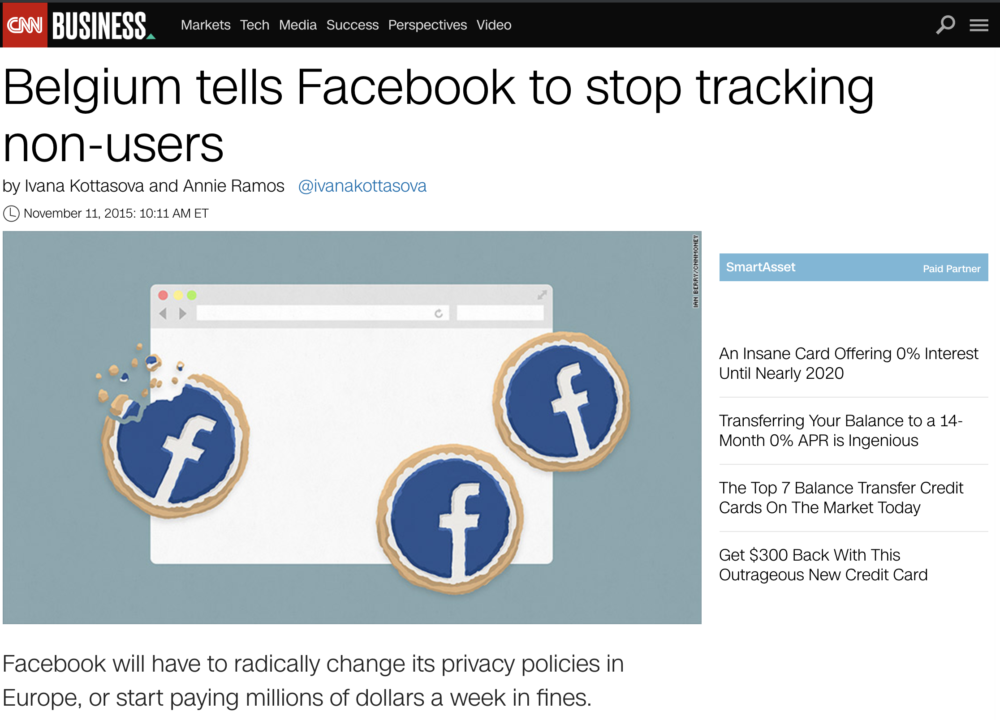 CNN BUSINESS Markets Tech Media Success Perspectives Video
Belgium tells Facebook to stop tracking
non-users
by Ivana Kottasova and Annie Ramos @ivanakottasova
November 11, 2015: 10:11 AM ET
IAN BERRY/CNNMONEY
f
f
f
SmartAsset Paid Partner
An Insane Card Offering 0% Interest
Until Nearly 2020
Transferring Your Balance to a 14-
Month 0% APR is Ingenious
The Top 7 Balance Transfer Credit
Cards On The Market Today
Get $300 Back With This
Outrageous New Credit Card
Facebook will have to radically change its privacy policies in
Europe, or start paying millions of dollars a week in fines.